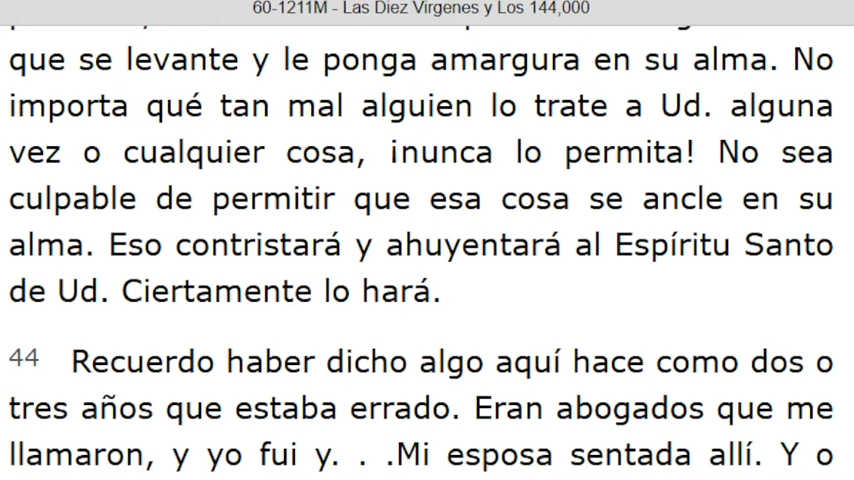 60-1211M - Las Diez Virgenes y Los 144,000
que se levante y le ponga amargura en su alma. No
importa qué tan mal alguien lo trate a Ud. alguna
vez o cualquier cosa, ¡nunca lo permita! No sea
culpable de permitir que esa cosa se ancle en su
alma. Eso contristará y ahuyentará al Espíritu Santo
de Ud. Ciertamente lo hará.
44 Recuerdo haber dicho algo aquí hace como dos o
tres años que estaba errado. Eran abogados que me
llamaron, y yo fui y. . .Mi esposa sentada allí. Y o